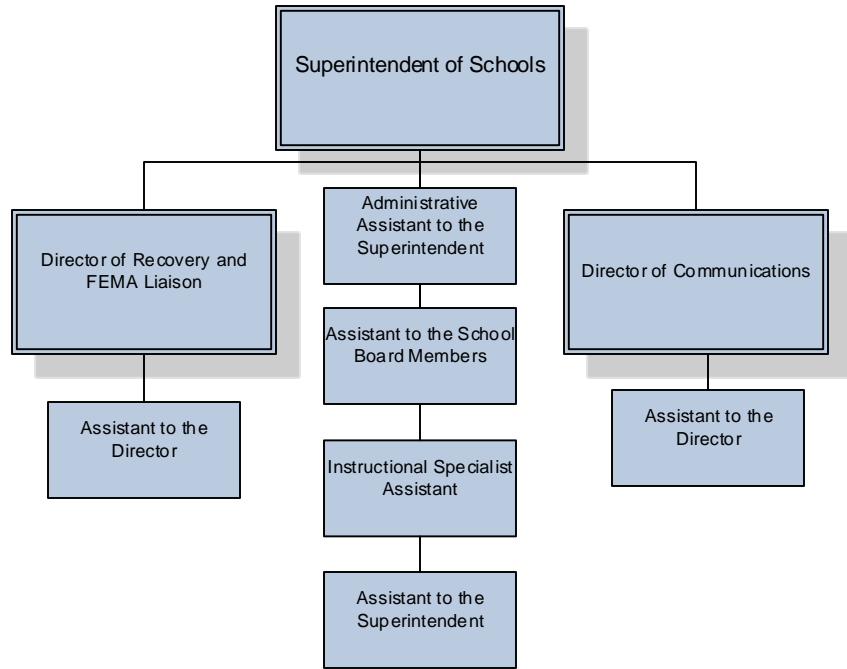 Superintendent of Schools
Administrative
Assistant to the
Superintendent
Director of Recovery and
FEMA Liaison
Director of Communications
Assistant to the School
Board Members
Assistant to the
Director
Assistant to the
Director
Instructional Specialist
Assistant
Assistant to the
Superintendent